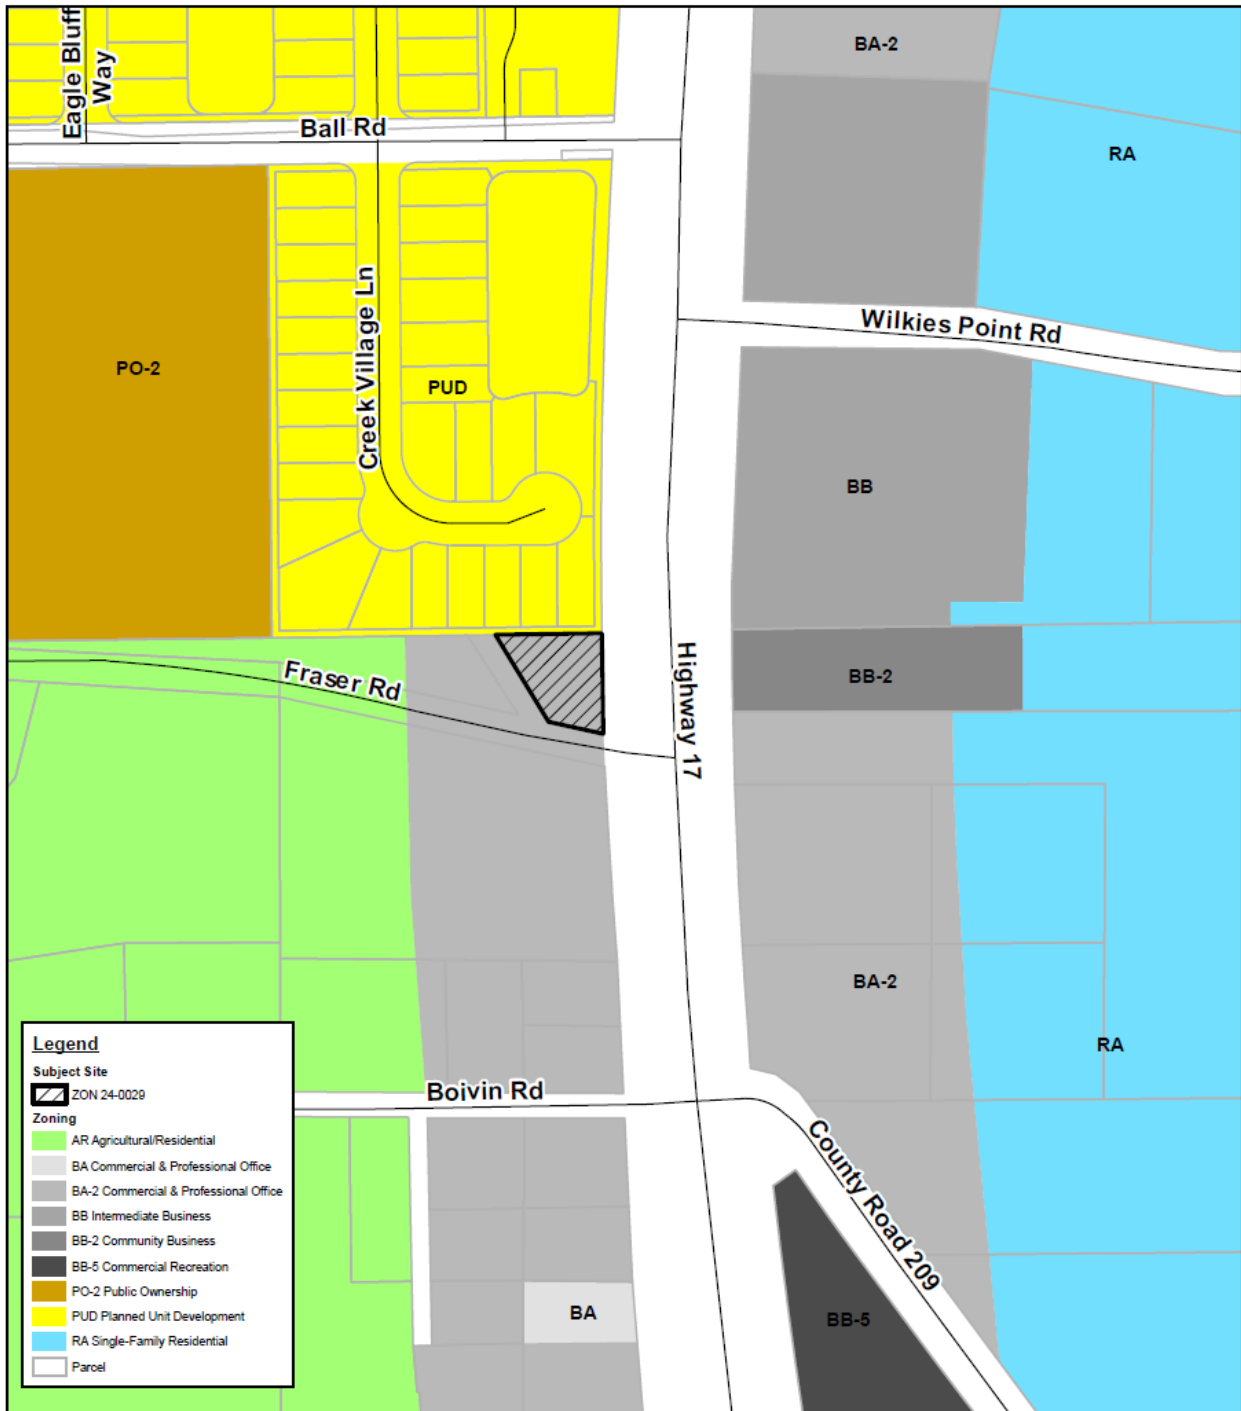 Eagle Bluff
Way
Ball Rd
BA-2
RA
Wilkies Point Rd
PO-2
Creek Village Ln
PUD
BB
Fraser Rd
Highway 17
BB-2
BA-2
RA
Boivin Rd
County Road 209
BA
BB-5
Legend
Subject Site
ZON 24-0029
Zoning
AR Agricultural/Residential
BA Commercial & Professional Office
BA-2 Commercial & Professional Office
BB Intermediate Business
BB-2 Community Business
BB-5 Commercial Recreation
PO-2 Public Ownership
PUD Planned Unit Development
RA Single-Family Residential
Parcel